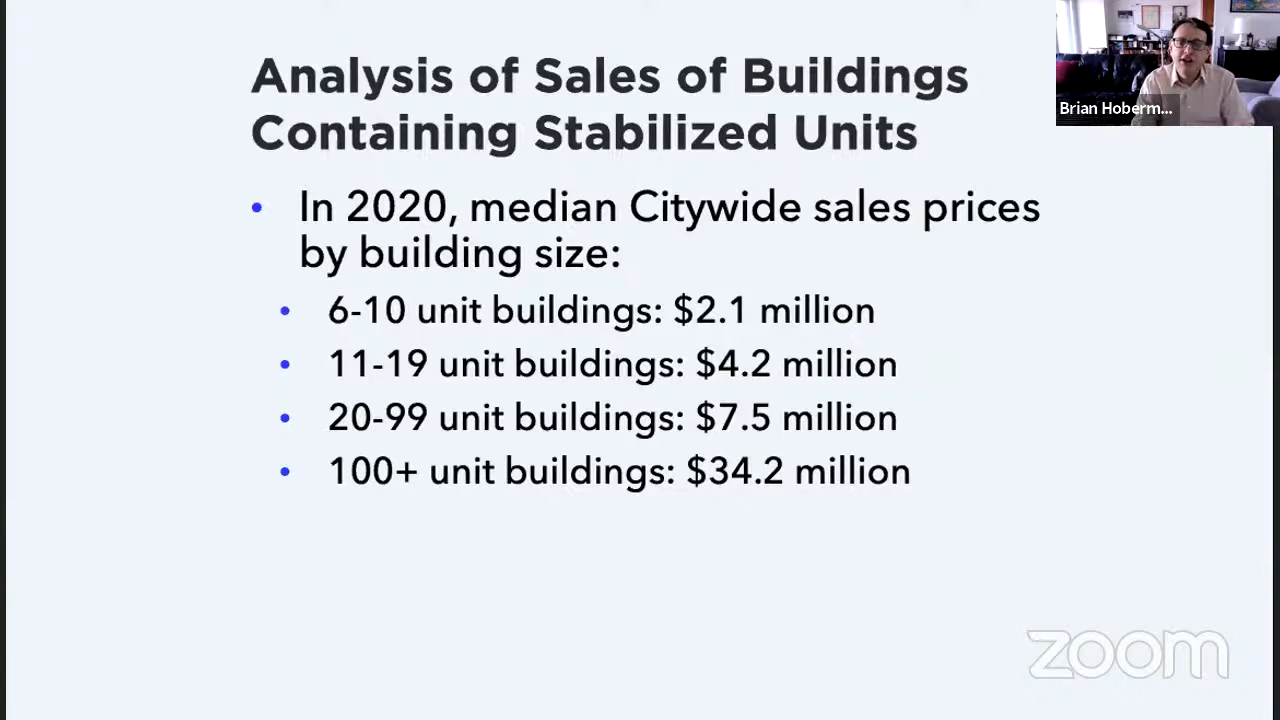 Analysis of Sales of Buildings
Containing Stabilized Units
• In 2020, median Citywide sales prices
by building size:
• 6-10 unit buildings: $2.1 million
• 11-19 unit buildings: $4.2 million
• 20-99 unit buildings: $7.5 million
• 100+ unit buildings: $34.2 million
Brian Hoberm...
zoom